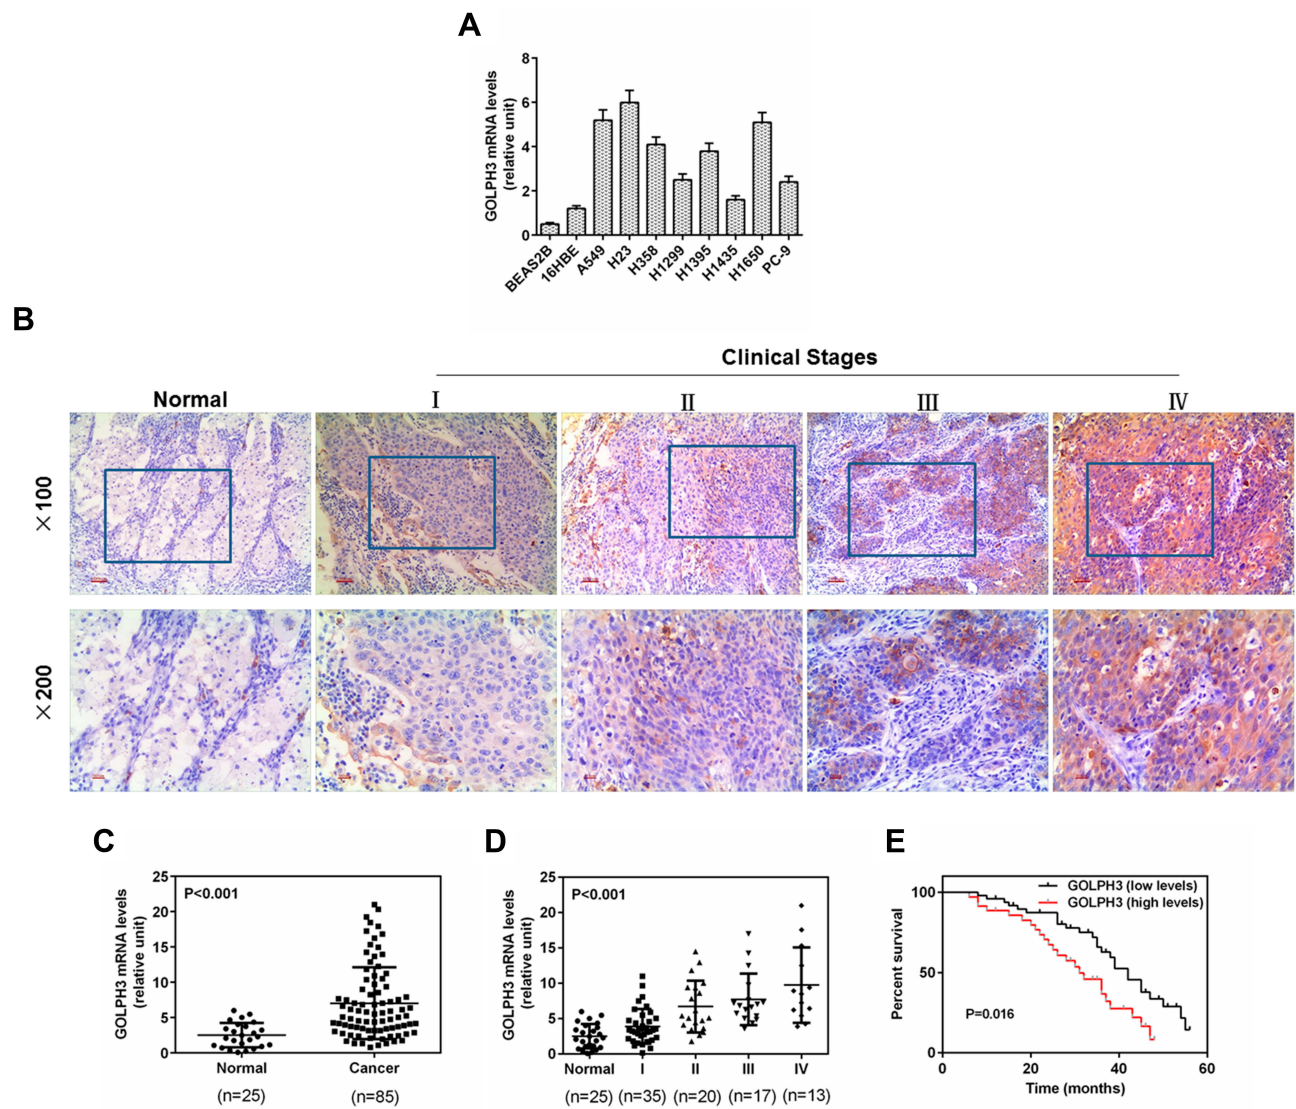 A
GOLPH3 mRNA levels
(relative unit)
8
6
4
2
0
BEAS2B
16HBE
A549
H23
H358
H1299
H1395
H1435
H1650
PC-9
B
Clinical Stages
Normal
I
II
III
IV
×100
×200
C
GOLPH3 mRNA levels
(relative unit)
25
20
15
10
5
0
P<0.001
Normal
Cancer
(n=25)
(n=85)
D
GOLPH3 mRNA levels
(relative unit)
25
20
15
10
5
0
P<0.001
Normal
I
II
III
IV
(n=25)
(n=35)
(n=20)
(n=17)
(n=13)
E
Percent survival
100
50
0
GOLPH3 (low levels)
GOLPH3 (high levels)
P=0.016
0
20
40
60
Time (months)